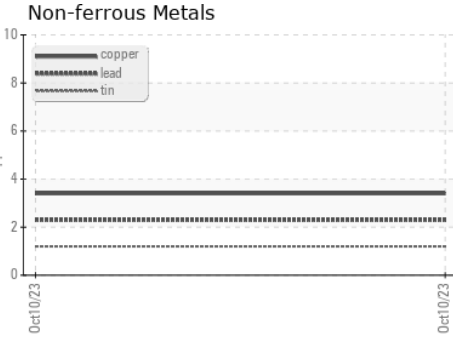 Non-ferrous Metals
10
copper
lead
tin
8
6
4
2
0
Oct10/23
Oct10/23